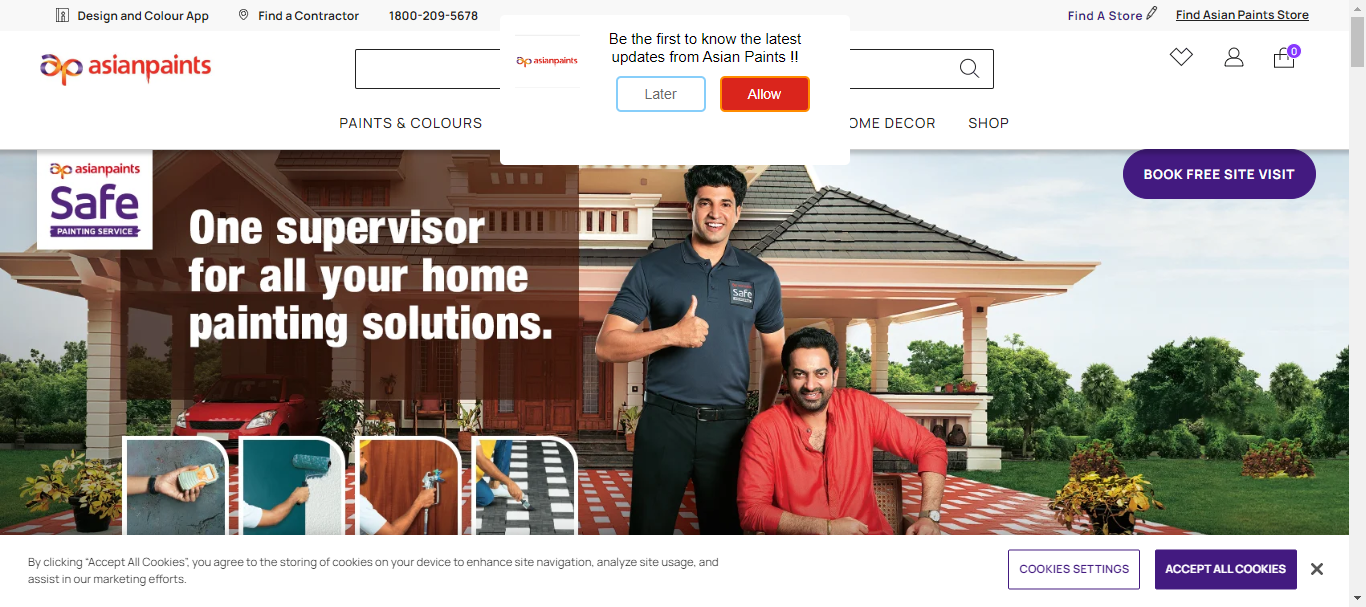 Design and Colour App
Find a Contractor
1800-209-5678
Find A Store
Find Asian Paints Store
asianpaints
asianpaints
Be the first to know the latest
updates from Asian Paints !!
Later
Allow
0
PAINTS & COLOURS
OME DECOR
SHOP
asianpaints
Safe
PAINTING SERVICE
BOOK FREE SITE VISIT
One supervisor
for all your home
painting solutions.
Safe
By clicking “Accept All Cookies”, you agree to the storing of cookies on your device to enhance site navigation, analyze site usage, and
assist in our marketing efforts.
COOKIES SETTINGS
ACCEPT ALL COOKIES